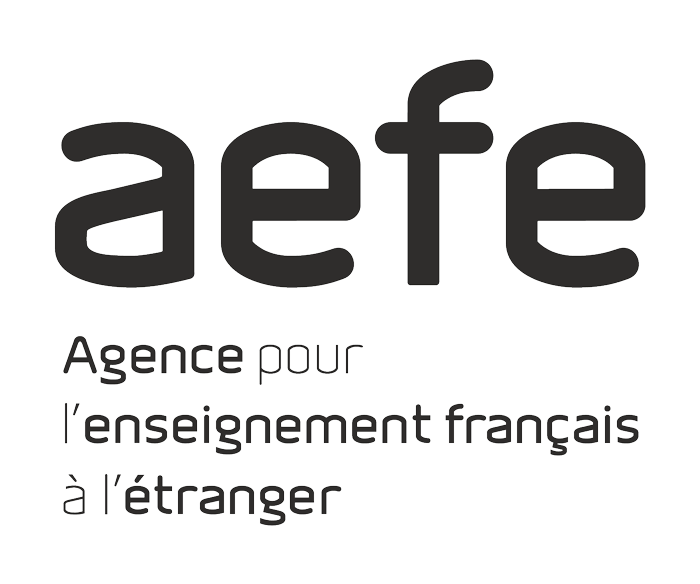 aefe
Agence pour
l’enseignement français
à l’étranger